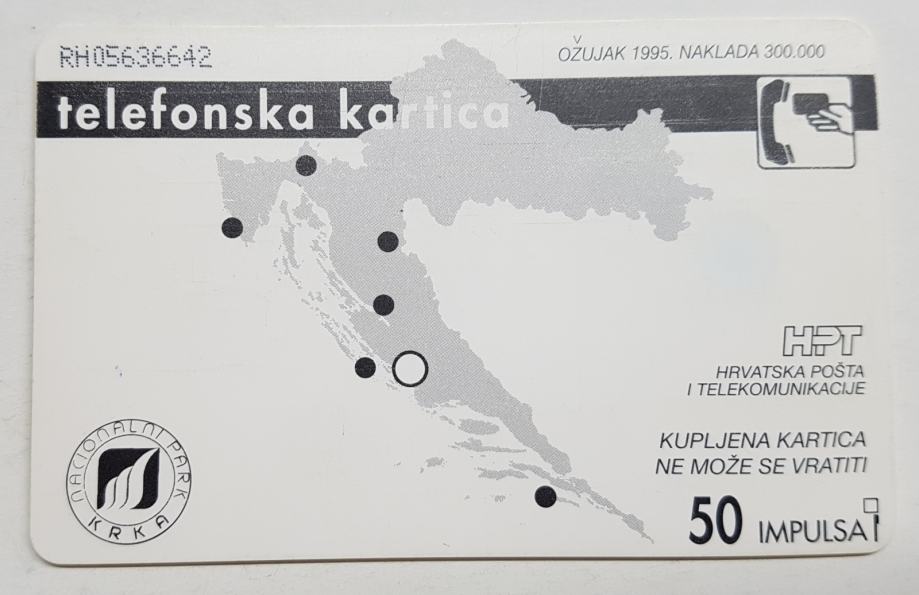 RH05636642
OŽUJAK 1995. NAKLADA 300.000
telefonska kartica
HPT
HRVATSKA POŠTA
I TELEKOMUNIKACIJE
KUPLJENA KARTICA
NE MOŽE SE VRATITI
50 IMPULSA
NACIONALNI PARK
KRKA